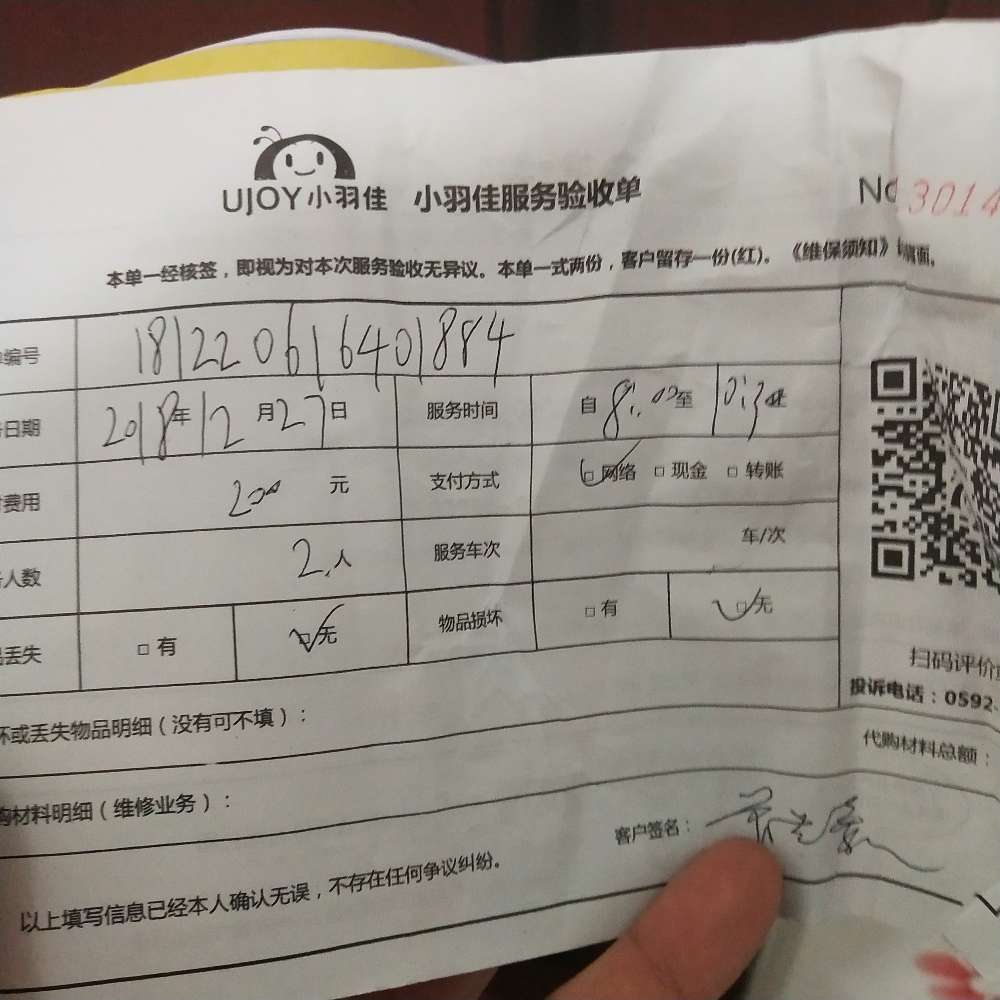 UJOY小羽佳 小羽佳服务验收单 No 3014
本单一经核签，即视为对本次服务验收无异议。本单一式两份，客户留存一份(红)。《维保须知》
编号 181220616401884
日期 2018年12月27日 服务时间 自8:00至10:30
费用 200元 支付方式 □网络 □现金 □转账
人数 2人 服务车次 车/次
丢失 □有 □无 物品损坏 □有 □无
扫码评价
坏或丢失物品明细（没有可不填）：
投诉电话：0592
代购材料总额：
购材料明细（维修业务）：
客户签名：
以上填写信息已经本人确认无误，不存在任何争议纠纷。